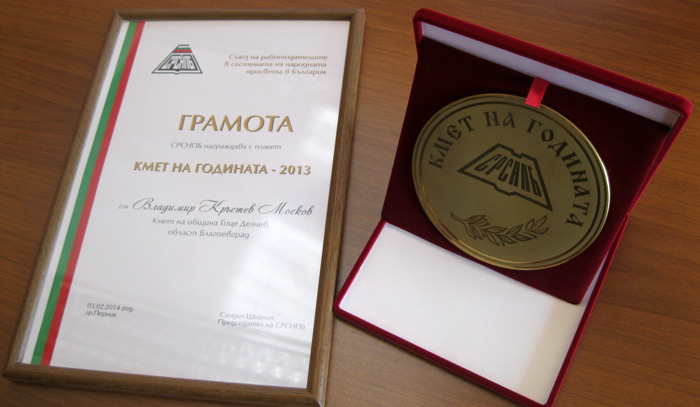 СРСНПБ
Съюз на работодателите
в системата на народната
просвета в България
ГРАМОТА
СРСНПБ награждава с плакет
КМЕТ НА ГОДИНАТА - 2013
г-н Владимир Кръстев Москов
Кмет на община Гоце Делчев,
област Благоевград
03.02.2014 год.
гр.Перник
Сандип Шейтин
Председател на СРСНПБ
КМЕТ НА ГОДИНАТА
СРСНПБ